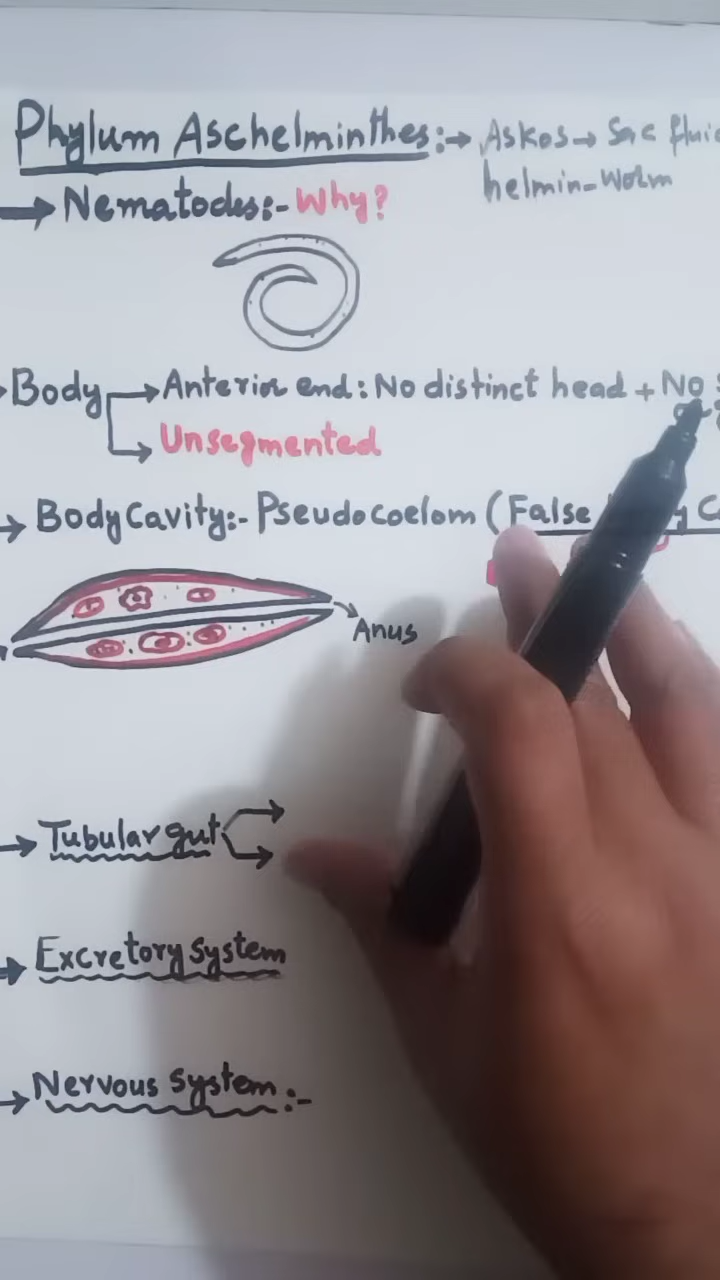 Phylum Aschelminthes:→ Askos→ Sac fluid
helmin-Worm
→ Nematodes:- Why?
Body → Anterior end: No distinct head + No
→ Unsegmented
→ Body Cavity:- Pseudocoelom (False
Anus
→ Tubular gut
→ Excretory system
→ Nervous system:-